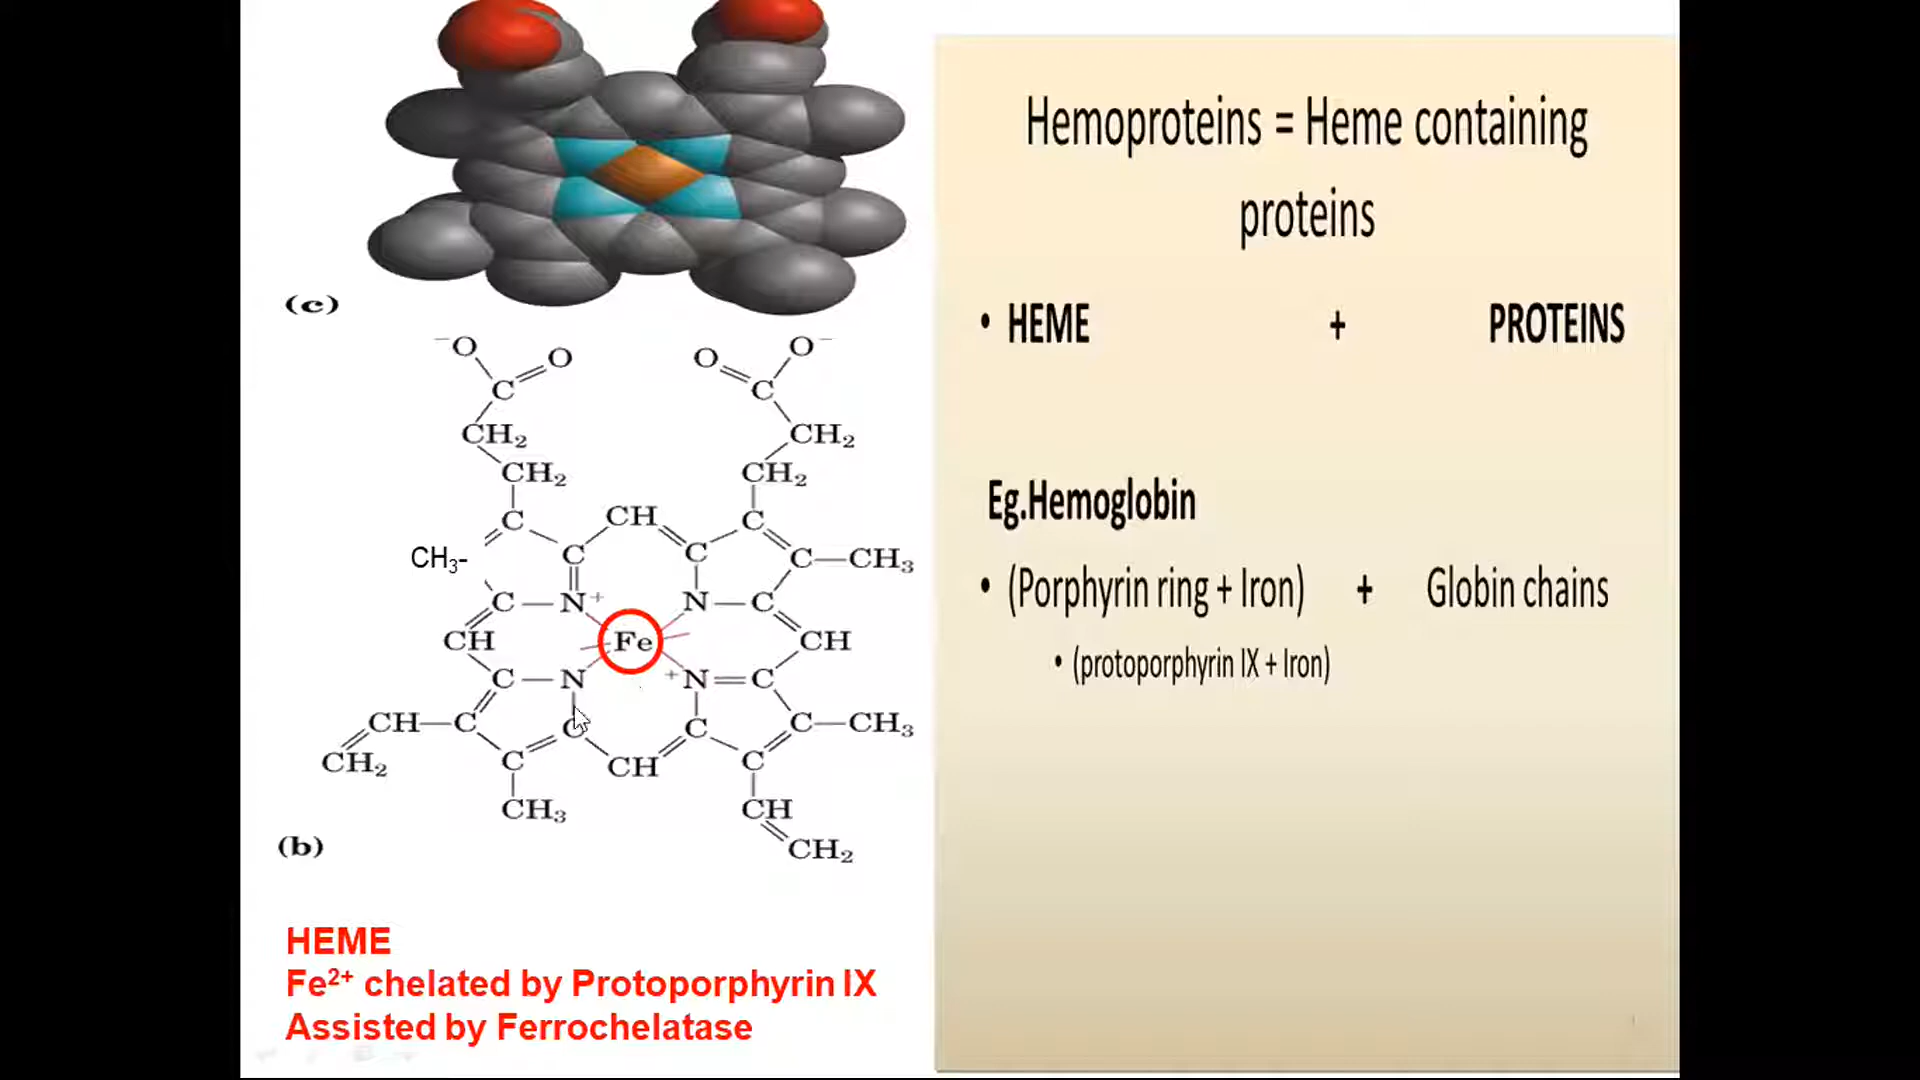 (c)
⁻O O O O⁻
C C
CH₂ CH₂
CH₂ CH₂
C CH C
CH₃- C C C—CH₃
C—N⁺ N—C
CH Fe CH
C—N ⁺N=C
CH—C C C C—CH₃
CH₂ C CH C
CH₃ CH
(b) CH₂
HEME
Fe²⁺ chelated by Protoporphyrin IX
Assisted by Ferrochelatase
Hemoproteins = Heme containing
proteins
• HEME + PROTEINS
Eg.Hemoglobin
• (Porphyrin ring + Iron) + Globin chains
• (protoporphyrin IX + Iron)